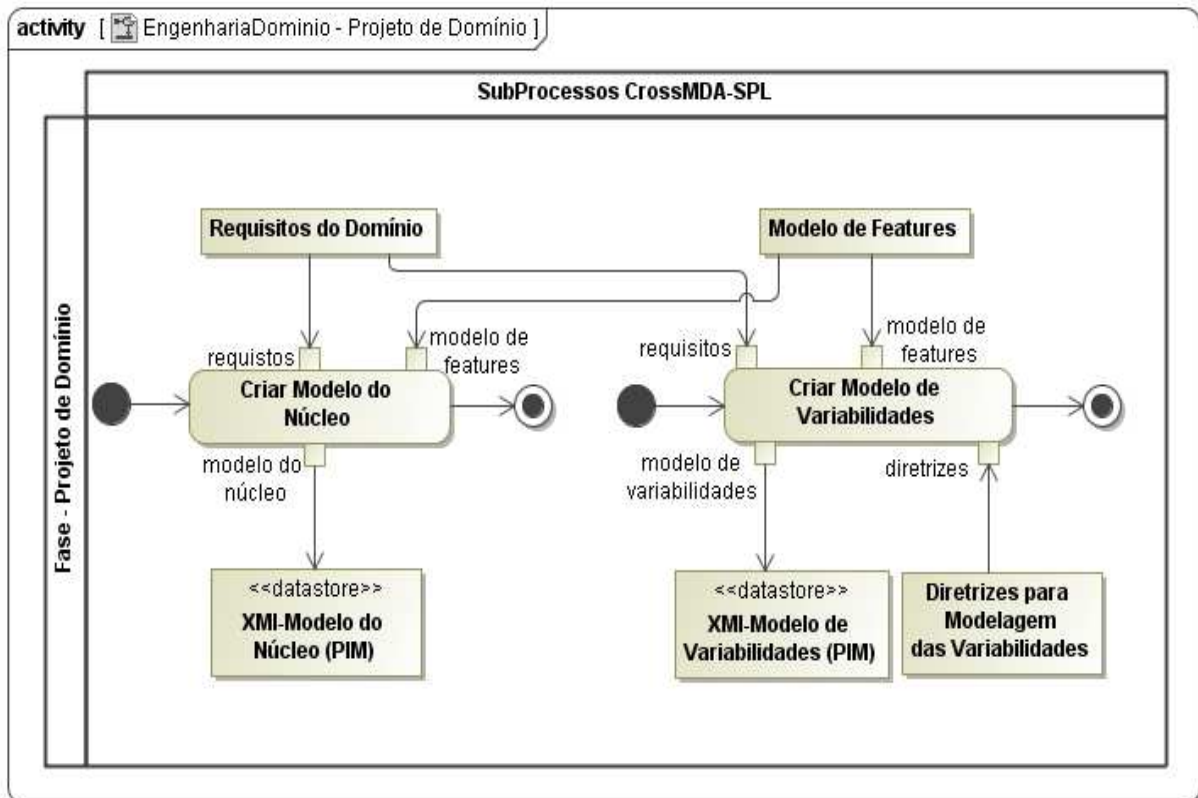 activity [ EngenhariaDominio - Projeto de Domínio ]
SubProcessos CrossMDA-SPL
Fase - Projeto de Domínio
Requisitos do Domínio
Modelo de Features
requistos
modelo de
features
requisitos
modelo de
features
Criar Modelo do
Núcleo
Criar Modelo de
Variabilidades
modelo do
núcleo
modelo de
variabilidades
diretrizes
<<datastore>>
XMI-Modelo do
Núcleo (PIM)
<<datastore>>
XMI-Modelo de
Variabilidades (PIM)
Diretrizes para
Modelagem
das Variabilidades